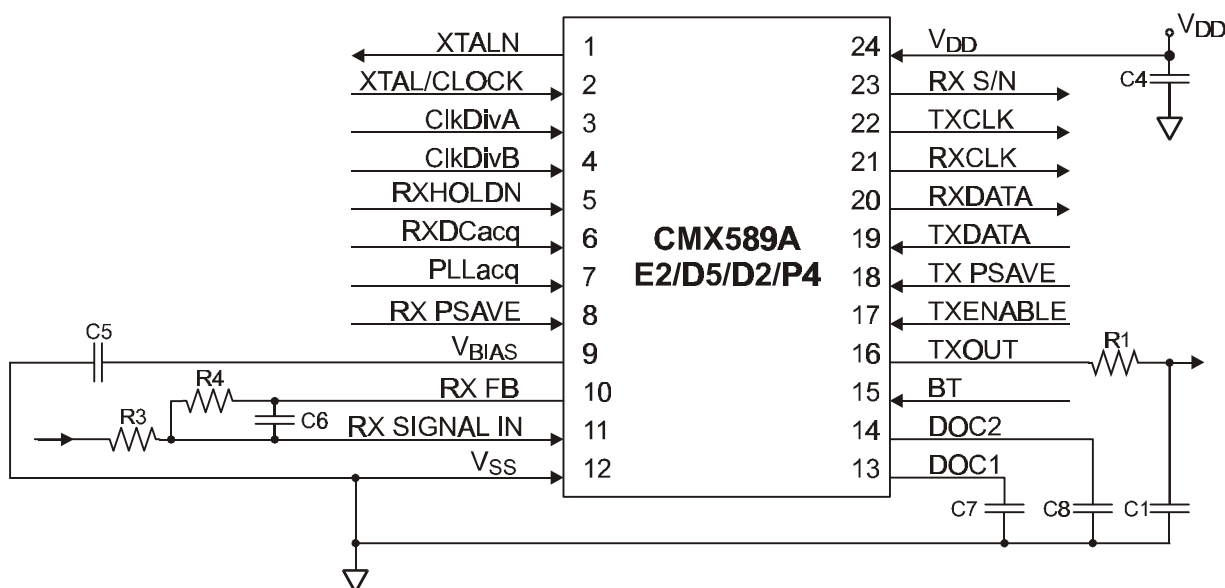 VDD
XTALN 1 24 VDD
XTAL/CLOCK 2 23 RX S/N C4
ClkDivA 3 22 TXCLK
ClkDivB 4 21 RXCLK
RXHOLDN 5 20 RXDATA
RXDCacq 6 CMX589A 19 TXDATA
PLLacq 7 E2/D5/D2/P4 18 TX PSAVE
RX PSAVE 8 17 TXENABLE
C5 VBIAS 9 16 TXOUT R1
R4 RX FB 10 15 BT
R3 C6 RX SIGNAL IN 11 14 DOC2
VSS 12 13 DOC1
C7 C8 C1